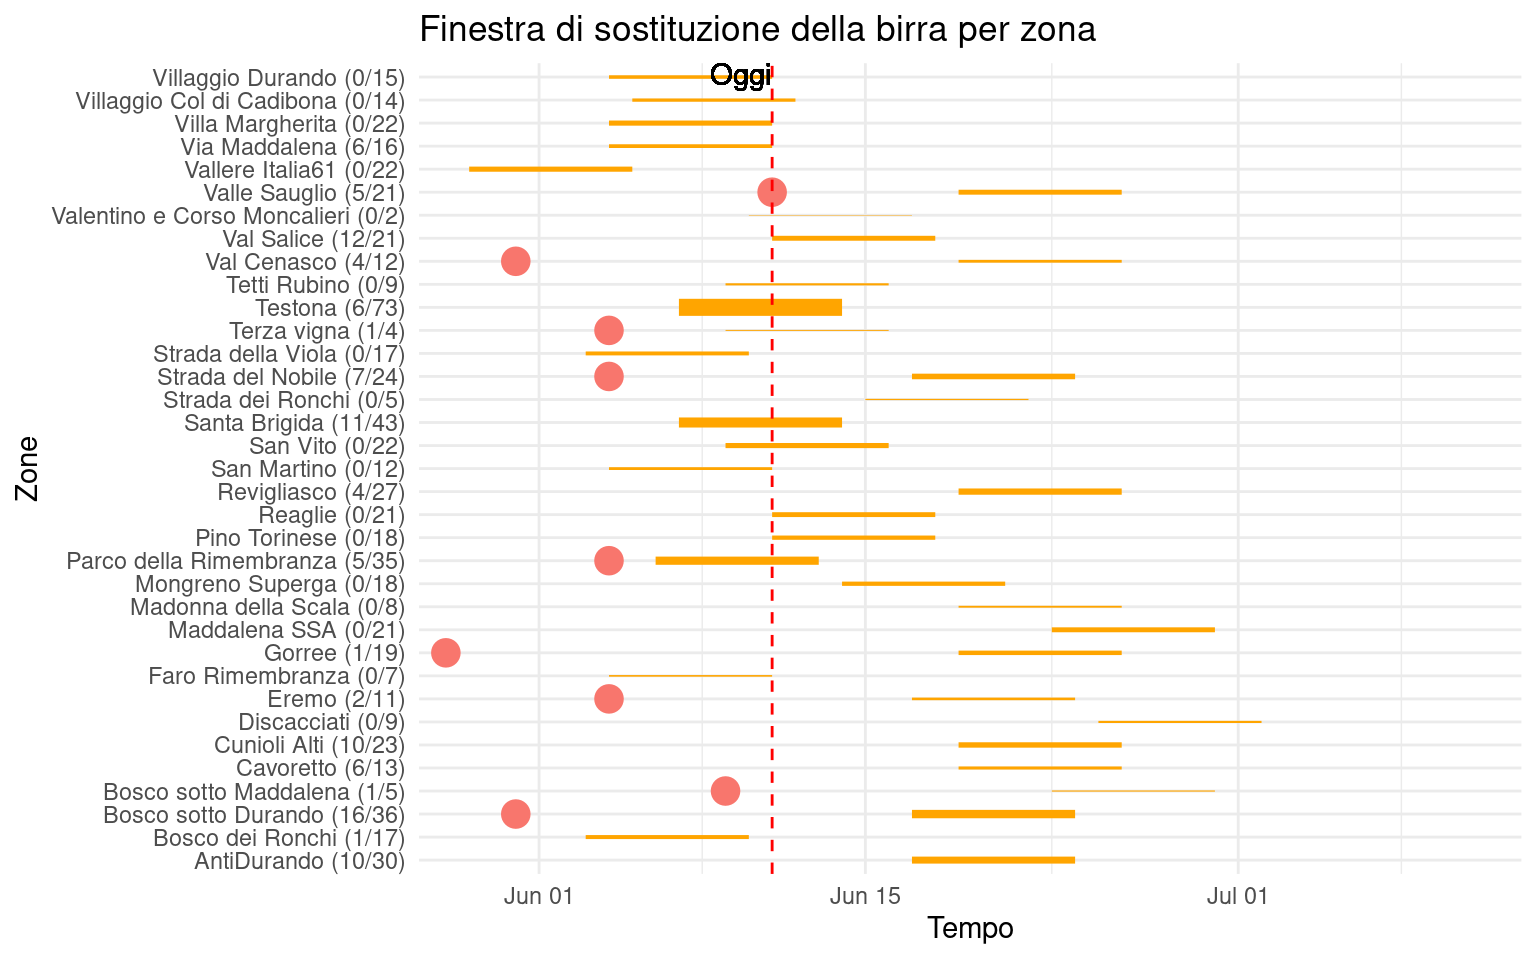 Finestra di sostituzione della birra per zona
Oggi
Villaggio Durando (0/15)
Villaggio Col di Cadibona (0/14)
Villa Margherita (0/22)
Via Maddalena (6/16)
Vallere Italia61 (0/22)
Valle Sauglio (5/21)
Valentino e Corso Moncalieri (0/2)
Val Salice (12/21)
Val Cenasco (4/12)
Tetti Rubino (0/9)
Testona (6/73)
Terza vigna (1/4)
Strada della Viola (0/17)
Strada del Nobile (7/24)
Strada dei Ronchi (0/5)
Santa Brigida (11/43)
San Vito (0/22)
San Martino (0/12)
Revigliasco (4/27)
Reaglie (0/21)
Pino Torinese (0/18)
Parco della Rimembranza (5/35)
Mongreno Superga (0/18)
Madonna della Scala (0/8)
Maddalena SSA (0/21)
Gorree (1/19)
Faro Rimembranza (0/7)
Eremo (2/11)
Discacciati (0/9)
Cunioli Alti (10/23)
Cavoretto (6/13)
Bosco sotto Maddalena (1/5)
Bosco sotto Durando (16/36)
Bosco dei Ronchi (1/17)
AntiDurando (10/30)
Zone
Jun 01
Jun 15
Jul 01
Tempo